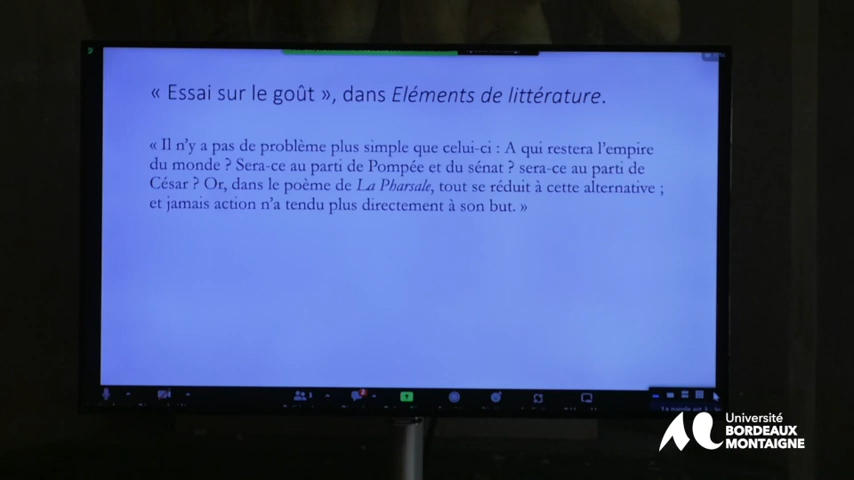 « Essai sur le goût », dans Eléments de littérature.
« Il n'y a pas de problème plus simple que celui-ci : A qui restera l'empire
du monde ? Sera-ce au parti de Pompée et du sénat ? sera-ce au parti de
César ? Or, dans le poème de La Pharsale, tout se réduit à cette alternative ;
et jamais action n'a tendu plus directement à son but. »
Université
BORDEAUX
MONTAIGNE